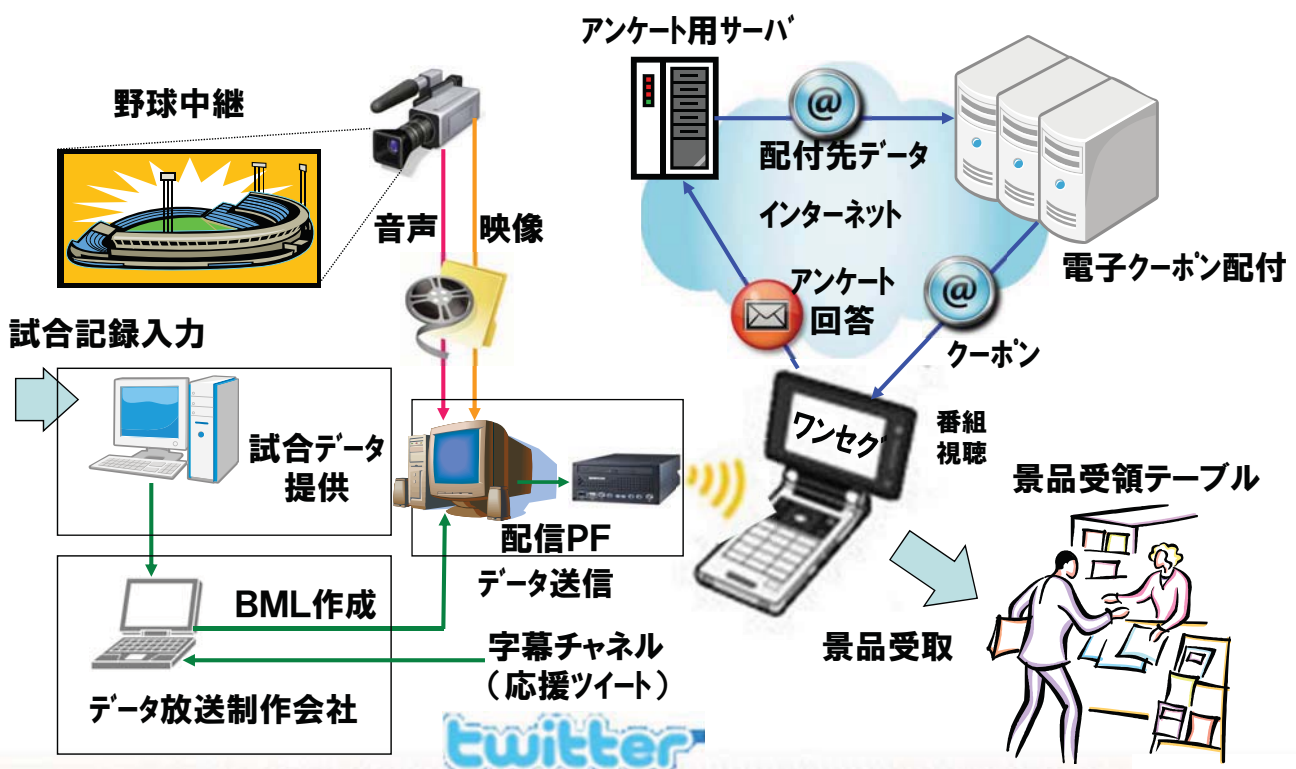 アンケート用サーバ
野球中継
@
配付先データ
音声 映像
インターネット
電子クーポン配付
アンケート
回答
@
クーポン
試合記録入力
試合データ
提供
ワンセグ
番組
視聴
景品受領テーブル
配信PF
データ送信
BML作成
字幕チャネル
（応援ツイート）
景品受取
データ放送制作会社
twitter